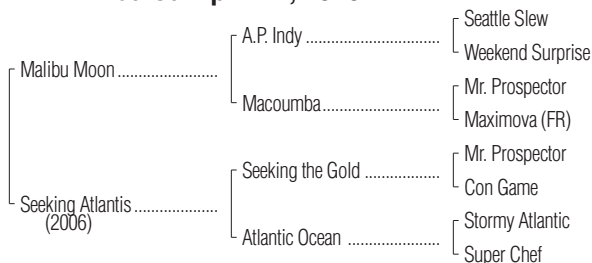 Seattle Slew
A.P. Indy ................................
Weekend Surprise
Malibu Moon .......................
Mr. Prospector
Macoumba............................
Maximova (FR)
Mr. Prospector
Seeking the Gold ..................
Con Game
Seeking Atlantis ...................
(2006)
Stormy Atlantic
Atlantic Ocean ......................
Super Chef